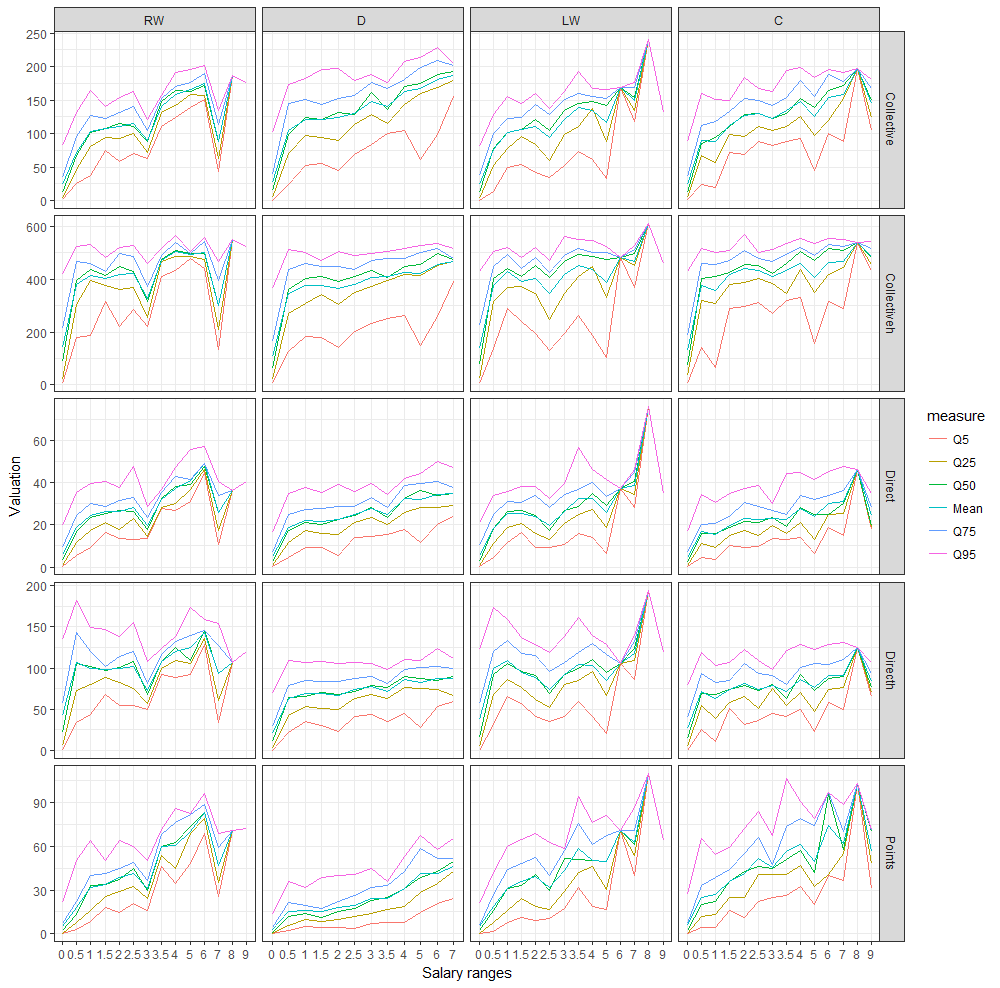 RW D LW C
250
200
150
100
50
0
Collective
600
400
200
0
Collectiveh
60
40
20
0
Direct
200
150
100
50
0
Directh
90
60
30
0
Points
0 0.5 1 1.5 2 2.5 3 3.5 4 5 6 7 8 9 0 0.5 1 1.5 2 2.5 3 3.5 4 5 6 7 0 0.5 1 1.5 2 2.5 3 3.5 4 5 6 7 8 9 0 0.5 1 1.5 2 2.5 3 3.5 4 5 6 7 8 9
Salary ranges
Valuation
measure
Q5
Q25
Q50
Mean
Q75
Q95